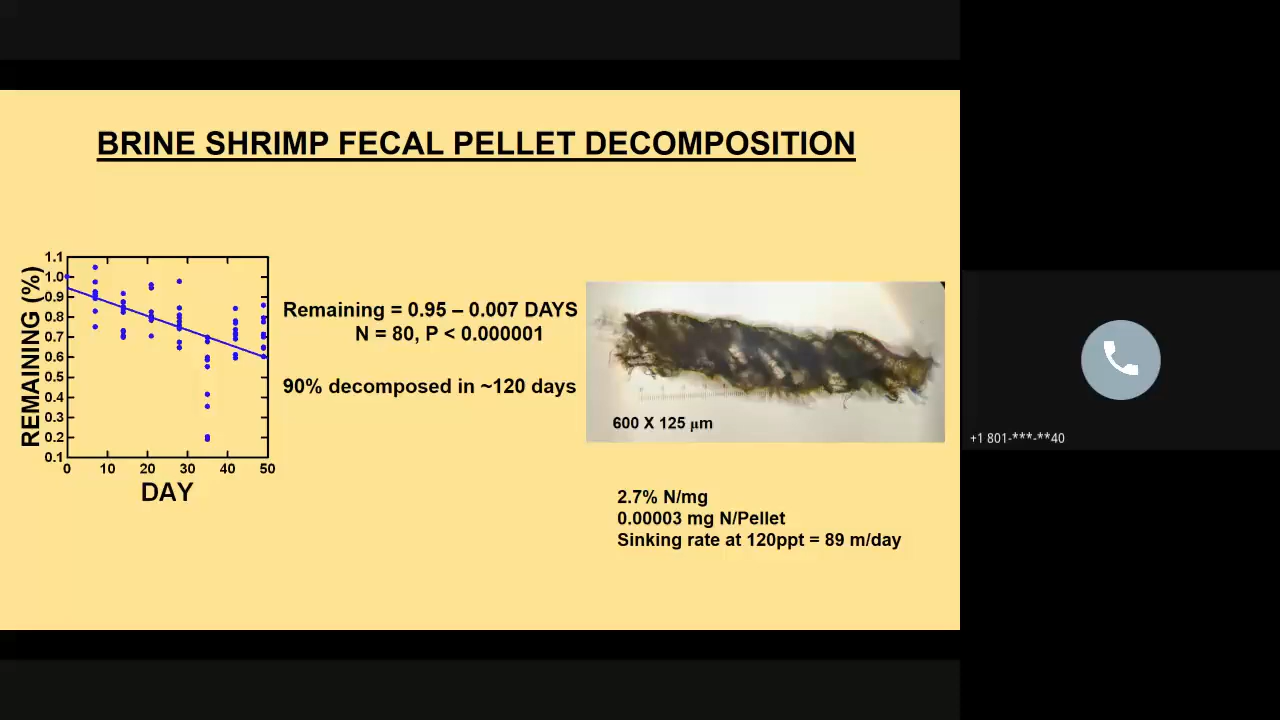 BRINE SHRIMP FECAL PELLET DECOMPOSITION
REMAINING (%)
1.1
1.0
0.9
0.8
0.7
0.6
0.5
0.4
0.3
0.2
0.1
0 10 20 30 40 50
DAY
Remaining = 0.95 – 0.007 DAYS
N = 80, P < 0.000001
90% decomposed in ~120 days
600 X 125 μm
2.7% N/mg
0.00003 mg N/Pellet
Sinking rate at 120ppt = 89 m/day
+1 801-***-**40